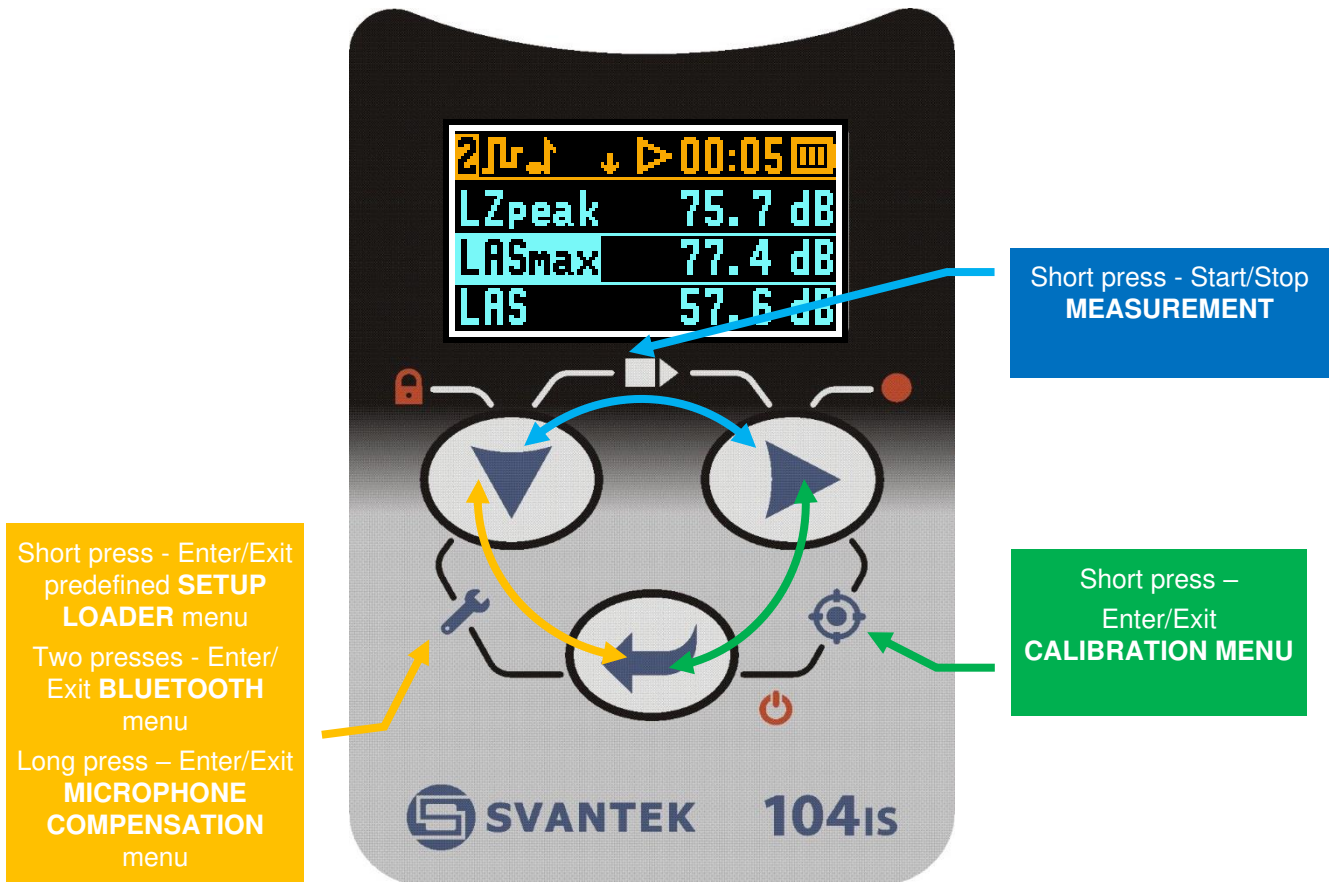 2 00:05
LZpeak 75.7 dB
LASmax 77.4 dB
LAS 57.6 dB
Short press - Start/Stop
MEASUREMENT
Short press - Enter/Exit
predefined SETUP
LOADER menu
Two presses - Enter/
Exit BLUETOOTH
menu
Long press – Enter/Exit
MICROPHONE
COMPENSATION
menu
Short press –
Enter/Exit
CALIBRATION MENU
SVANTEK 104IS